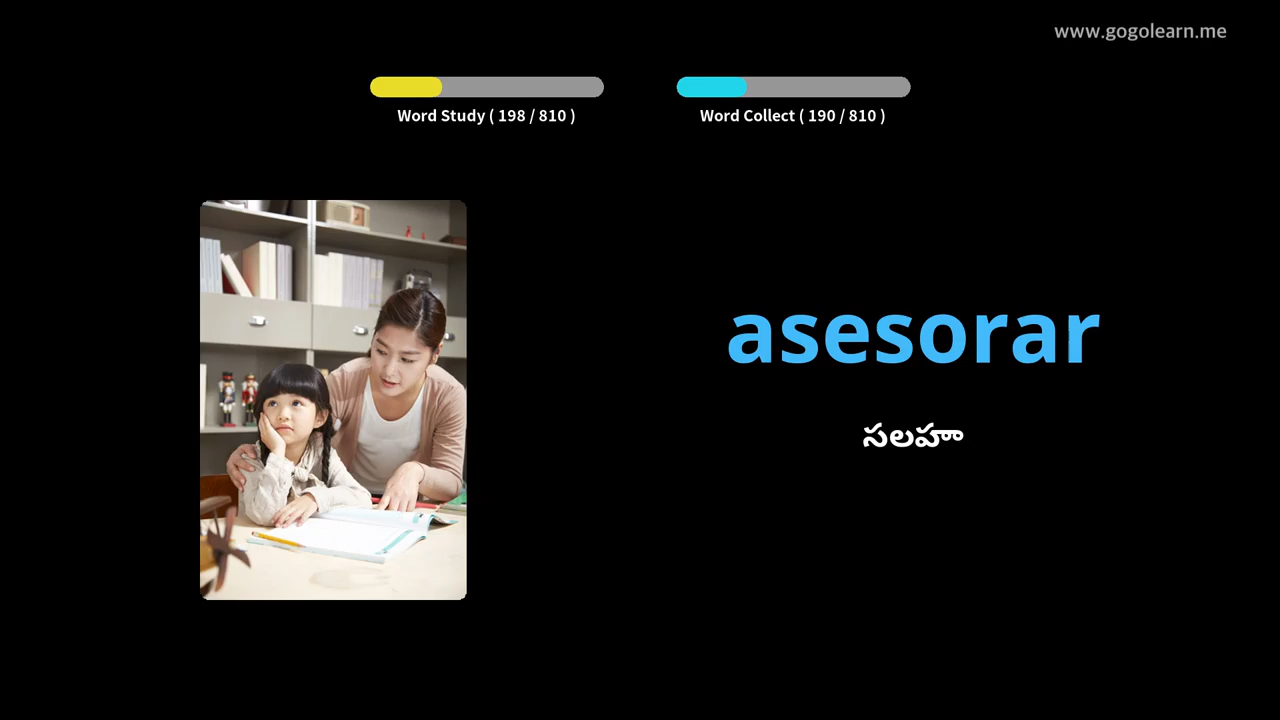 www.gogolearn.me
Word Study ( 198 / 810 )
Word Collect ( 190 / 810 )
asesorar
సలహా